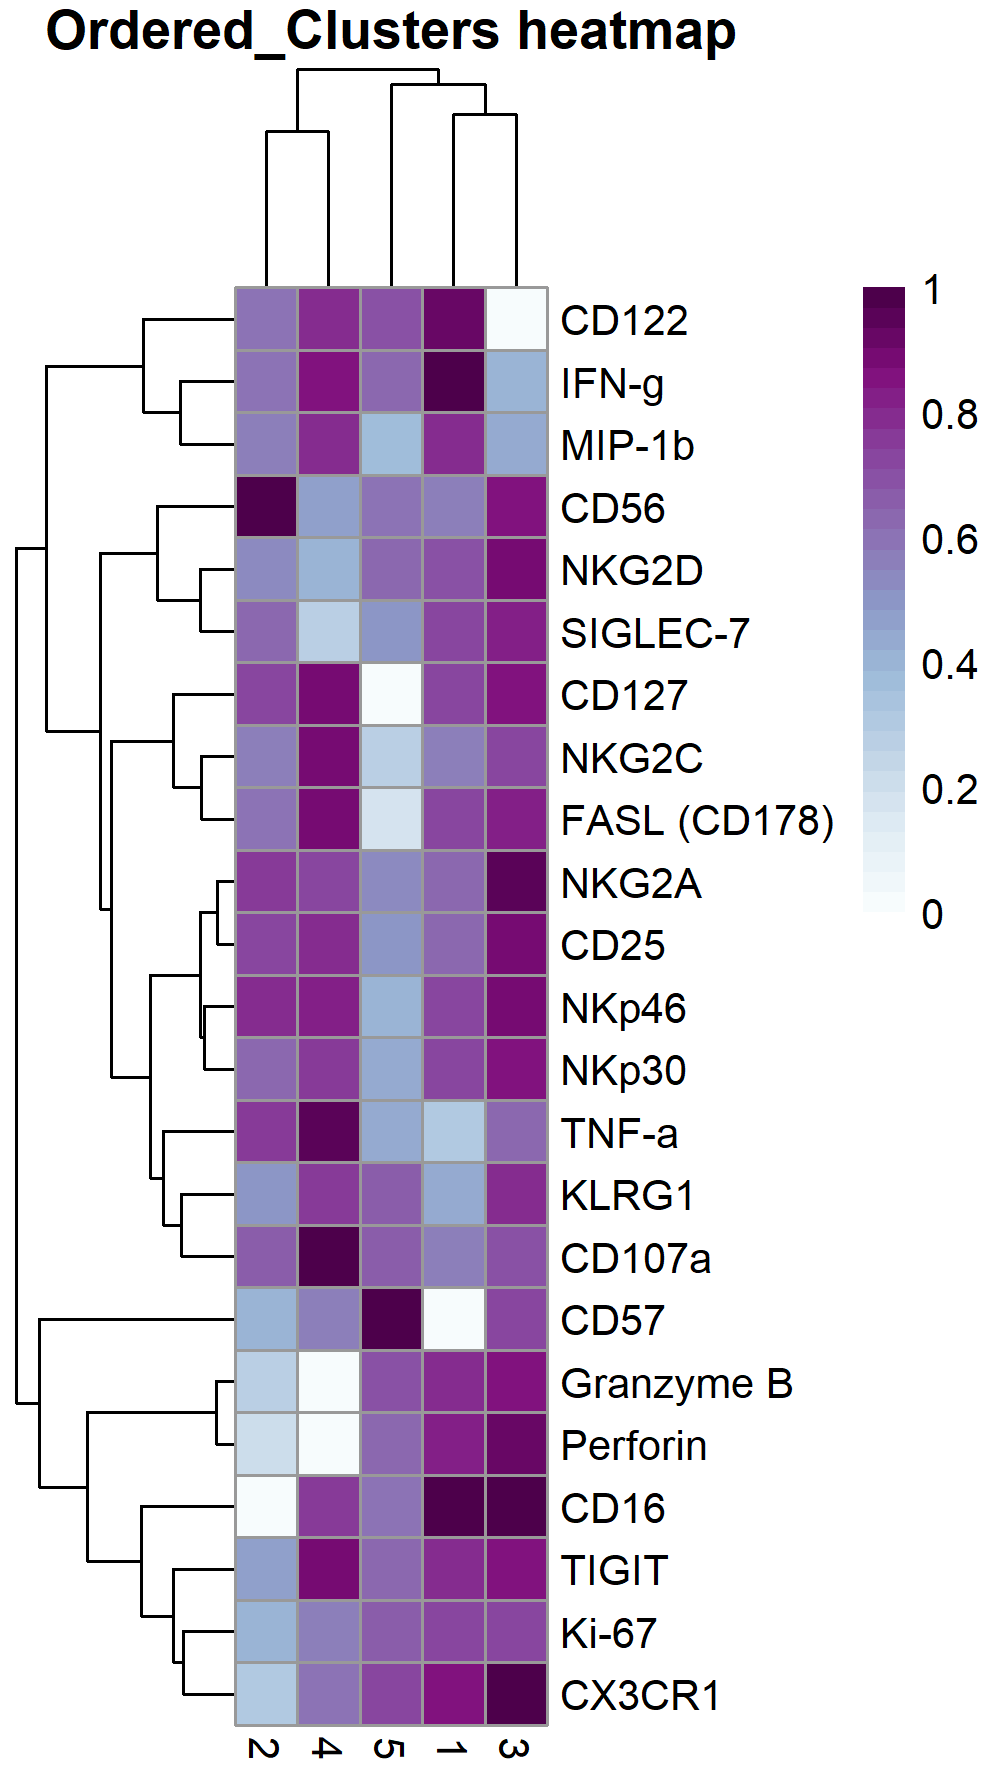 Ordered_Clusters heatmap
CD122
IFN-g
MIP-1b
CD56
NKG2D
SIGLEC-7
CD127
NKG2C
FASL (CD178)
NKG2A
CD25
NKp46
NKp30
TNF-a
KLRG1
CD107a
CD57
Granzyme B
Perforin
CD16
TIGIT
Ki-67
CX3CR1
2 4 5 1 3
1
0.8
0.6
0.4
0.2
0